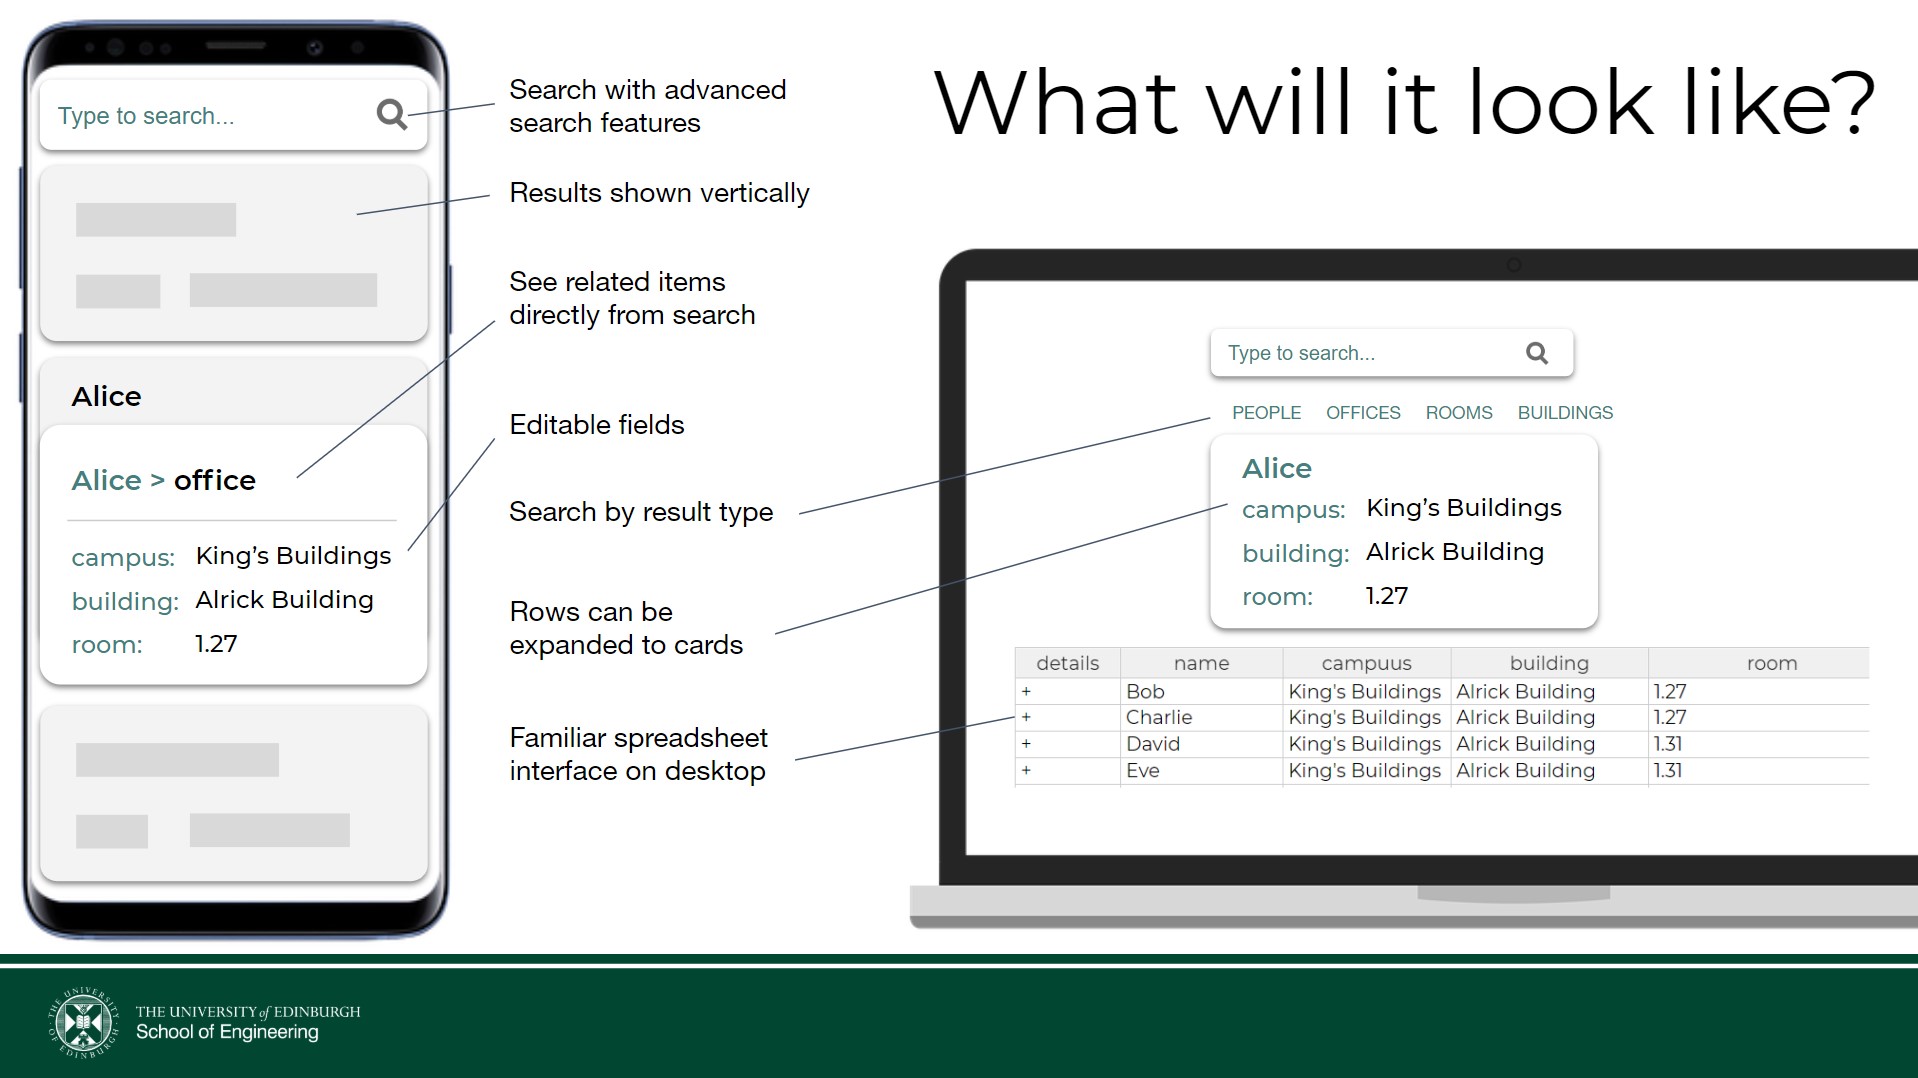 What will it look like?
Type to search...
Alice
Alice > office
campus: King's Buildings
building: Alrick Building
room: 1.27
Search with advanced
search features
Results shown vertically
See related items
directly from search
Editable fields
Search by result type
Rows can be
expanded to cards
Familiar spreadsheet
interface on desktop
Type to search...
PEOPLE OFFICES ROOMS BUILDINGS
Alice
campus: King's Buildings
building: Alrick Building
room: 1.27
details name campuus building room
+ Bob King's Buildings Alrick Building 1.27
+ Charlie King's Buildings Alrick Building 1.27
+ David King's Buildings Alrick Building 1.31
+ Eve King's Buildings Alrick Building 1.31
THE UNIVERSITY OF EDINBURGH
THE UNIVERSITY of EDINBURGH
School of Engineering